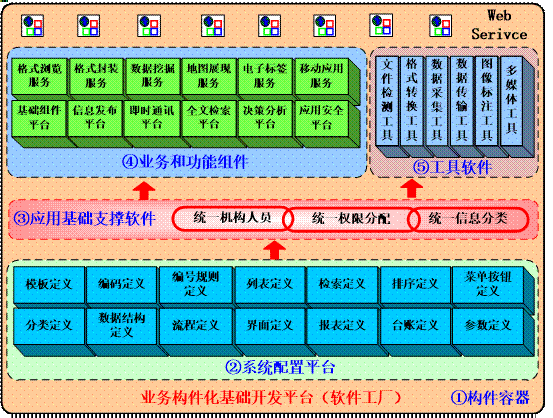 Web
Serivce
格式浏览
服务
格式封装
服务
数据挖掘
服务
地图展现
服务
电子标签
服务
移动应用
服务
基础组件
平台
信息发布
平台
即时通讯
平台
全文检索
平台
决策分析
平台
应用安全
平台
④业务和功能组件
文件检测工具
格式转换工具
数据采集工具
数据传输工具
图像标注工具
多媒体工具
⑤工具软件
③应用基础支撑软件
统一机构人员
统一权限分配
统一信息分类
模板定义
编码定义
编号规则
定义
列表定义
检索定义
排序定义
菜单按钮
定义
分类定义
数据结构
定义
流程定义
界面定义
报表定义
台账定义
参数定义
②系统配置平台
业务构件化基础开发平台（软件工厂）
①构件容器